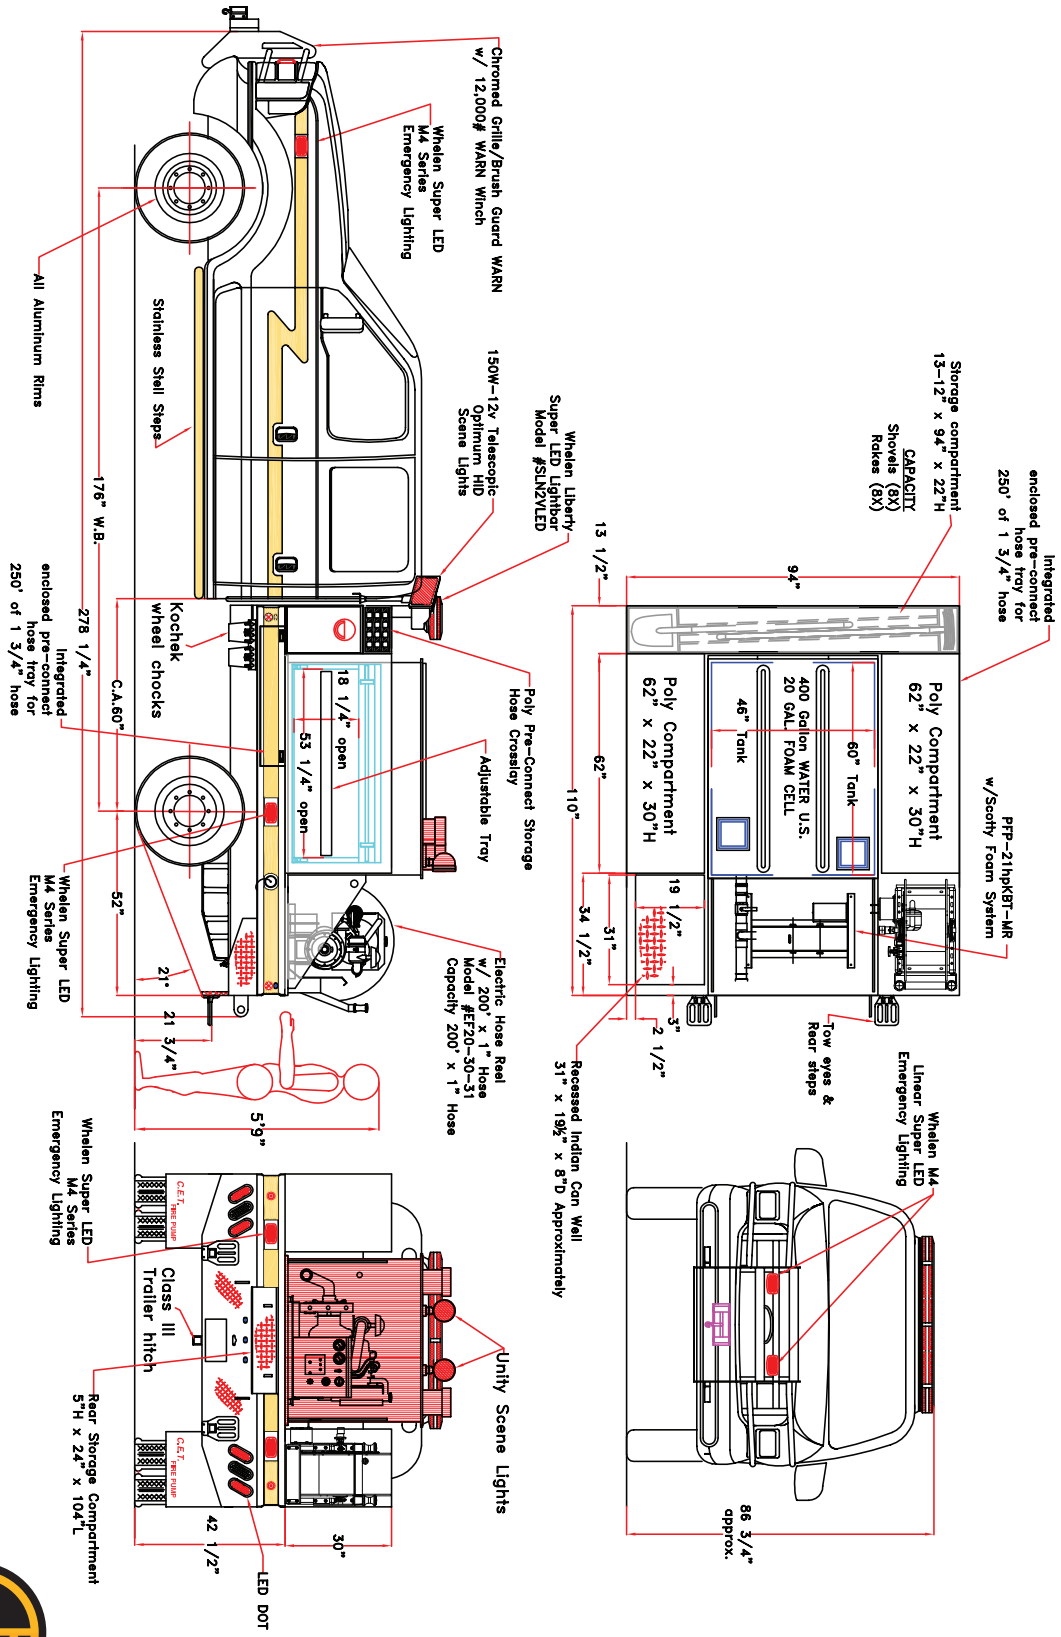 Chromed Grille/Brush Guard WARN
w/ 12,000# WARN Winch
Whelen Super LED
M4 Series
Emergency Lighting
All Aluminum Rims
Stainless Stell Steps
150W-12v Telescopic
Optimum HID
Scene Lights
Whelen Liberty
Super LED Lightbar
Model #SLN2VLED
176" W.B.
278 1/4"
C.A.60"
52"
Kochek
wheel chocks
Integrated
enclosed pre-connect
hose tray for
250' of 1 3/4" hose
18 1/4" open
53 1/4" open
Poly Pre-Connect Storage
Hose Crosslay
Adjustable Tray
Whelen Super LED
M4 Series
Emergency Lighting
Electric Hose Reel
w/ 200' x 1" Hose
Model #EF20-30-31
Capacity 200' x 1" Hose
21°
21 3/4"
5'9"
Storage compartment
13-12" x 94" x 22"H
CAPACITY
Shovels (8X)
Rakes (8X)
Integrated
enclosed pre-connect
hose tray for
250' of 1 3/4" hose
94"
13 1/2"
62"
110"
Poly Compartment
62" x 22" x 30"H
400 Gallon WATER U.S.
20 GAL. FOAM CELL
60" Tank
46" Tank
Poly Compartment
62" x 22" x 30"H
PFP-21hpKBT-MR
w/Scotty Foam System
19 1/2"
31"
34 1/2"
3"
2 1/2"
Tow eyes &
Rear steps
Recessed Indian Can Well
31" x 19½" x 8"D Approximately
Whelen M4
Linear Super LED
Emergency Lighting
86 3/4"
approx.
Whelen Super LED
M4 Series
Emergency Lighting
C.E.T.
FIRE PUMP
Class III
Trailer hitch
Unity Scene Lights
C.E.T.
FIRE PUMP
Rear Storage Compartment
5"H x 24" x 104"L
42 1/2"
30"
LED DOT